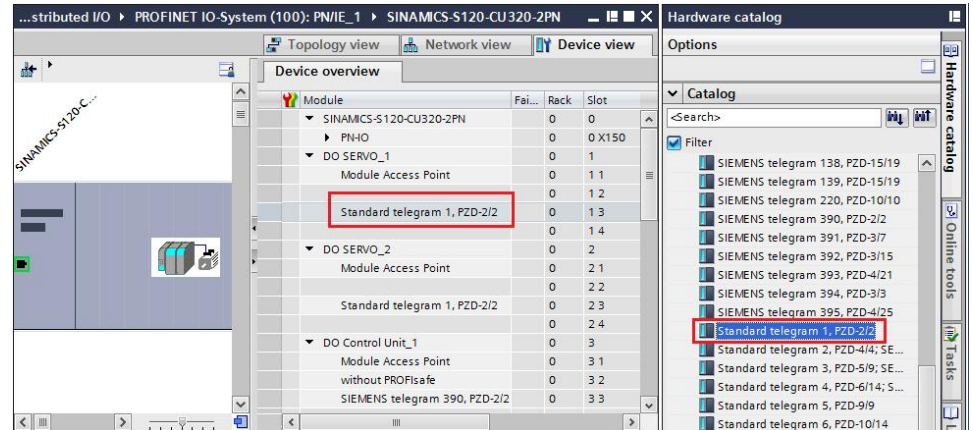 ...stributed I/O ▸ PROFINET IO-System (100): PN/IE_1 ▸ SINAMICS-S120-CU320-2PN
Topology view Network view Device view
Device overview
SINAMICS-S120-C...
Module Fai... Rack Slot
SINAMICS-S120-CU320-2PN 0 0
PN-IO 0 0 X150
DO SERVO_1 0 1
Module Access Point 0 1 1
0 1 2
Standard telegram 1, PZD-2/2 0 1 3
0 1 4
DO SERVO_2 0 2
Module Access Point 0 2 1
0 2 2
Standard telegram 1, PZD-2/2 0 2 3
0 2 4
DO Control Unit_1 0 3
Module Access Point 0 3 1
without PROFIsafe 0 3 2
SIEMENS telegram 390, PZD-2/2 0 3 3
Hardware catalog
Options
Catalog
<Search>
Filter
SIEMENS telegram 138, PZD-15/19
SIEMENS telegram 139, PZD-15/19
SIEMENS telegram 220, PZD-10/10
SIEMENS telegram 390, PZD-2/2
SIEMENS telegram 391, PZD-3/7
SIEMENS telegram 392, PZD-3/15
SIEMENS telegram 393, PZD-4/21
SIEMENS telegram 394, PZD-3/3
SIEMENS telegram 395, PZD-4/25
Standard telegram 1, PZD-2/2
Standard telegram 2, PZD-4/4; SE...
Standard telegram 3, PZD-5/9; SE...
Standard telegram 4, PZD-6/14; S...
Standard telegram 5, PZD-9/9
Standard telegram 6, PZD-10/14
Hardware catalog
Online tools
Tasks